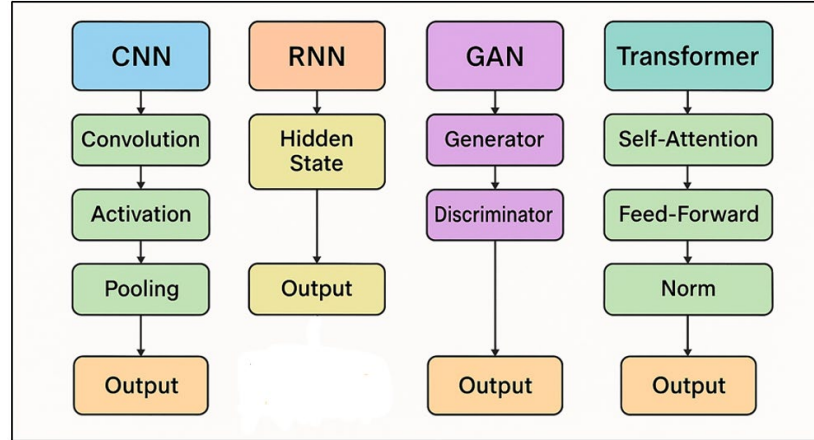 CNN
Convolution
Activation
Pooling
Output
RNN
Hidden
State
Output
GAN
Generator
Discriminator
Output
Transformer
Self-Attention
Feed-Forward
Norm
Output